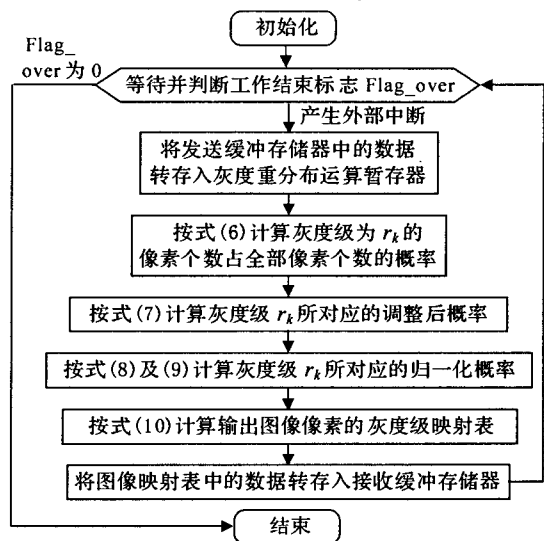 初始化
Flag_
over为0
等待并判断工作结束标志 Flag_over
产生外部中断
将发送缓冲存储器中的数据
转存入灰度重分布运算暂存器
按式(6)计算灰度级为 rk 的
像素个数占全部像素个数的概率
按式(7)计算灰度级 rk 所对应的调整后概率
按式(8)及(9)计算灰度级 rk 所对应的归一化概率
按式(10)计算输出图像像素的灰度级映射表
将图像映射表中的数据转存入接收缓冲存储器
结束